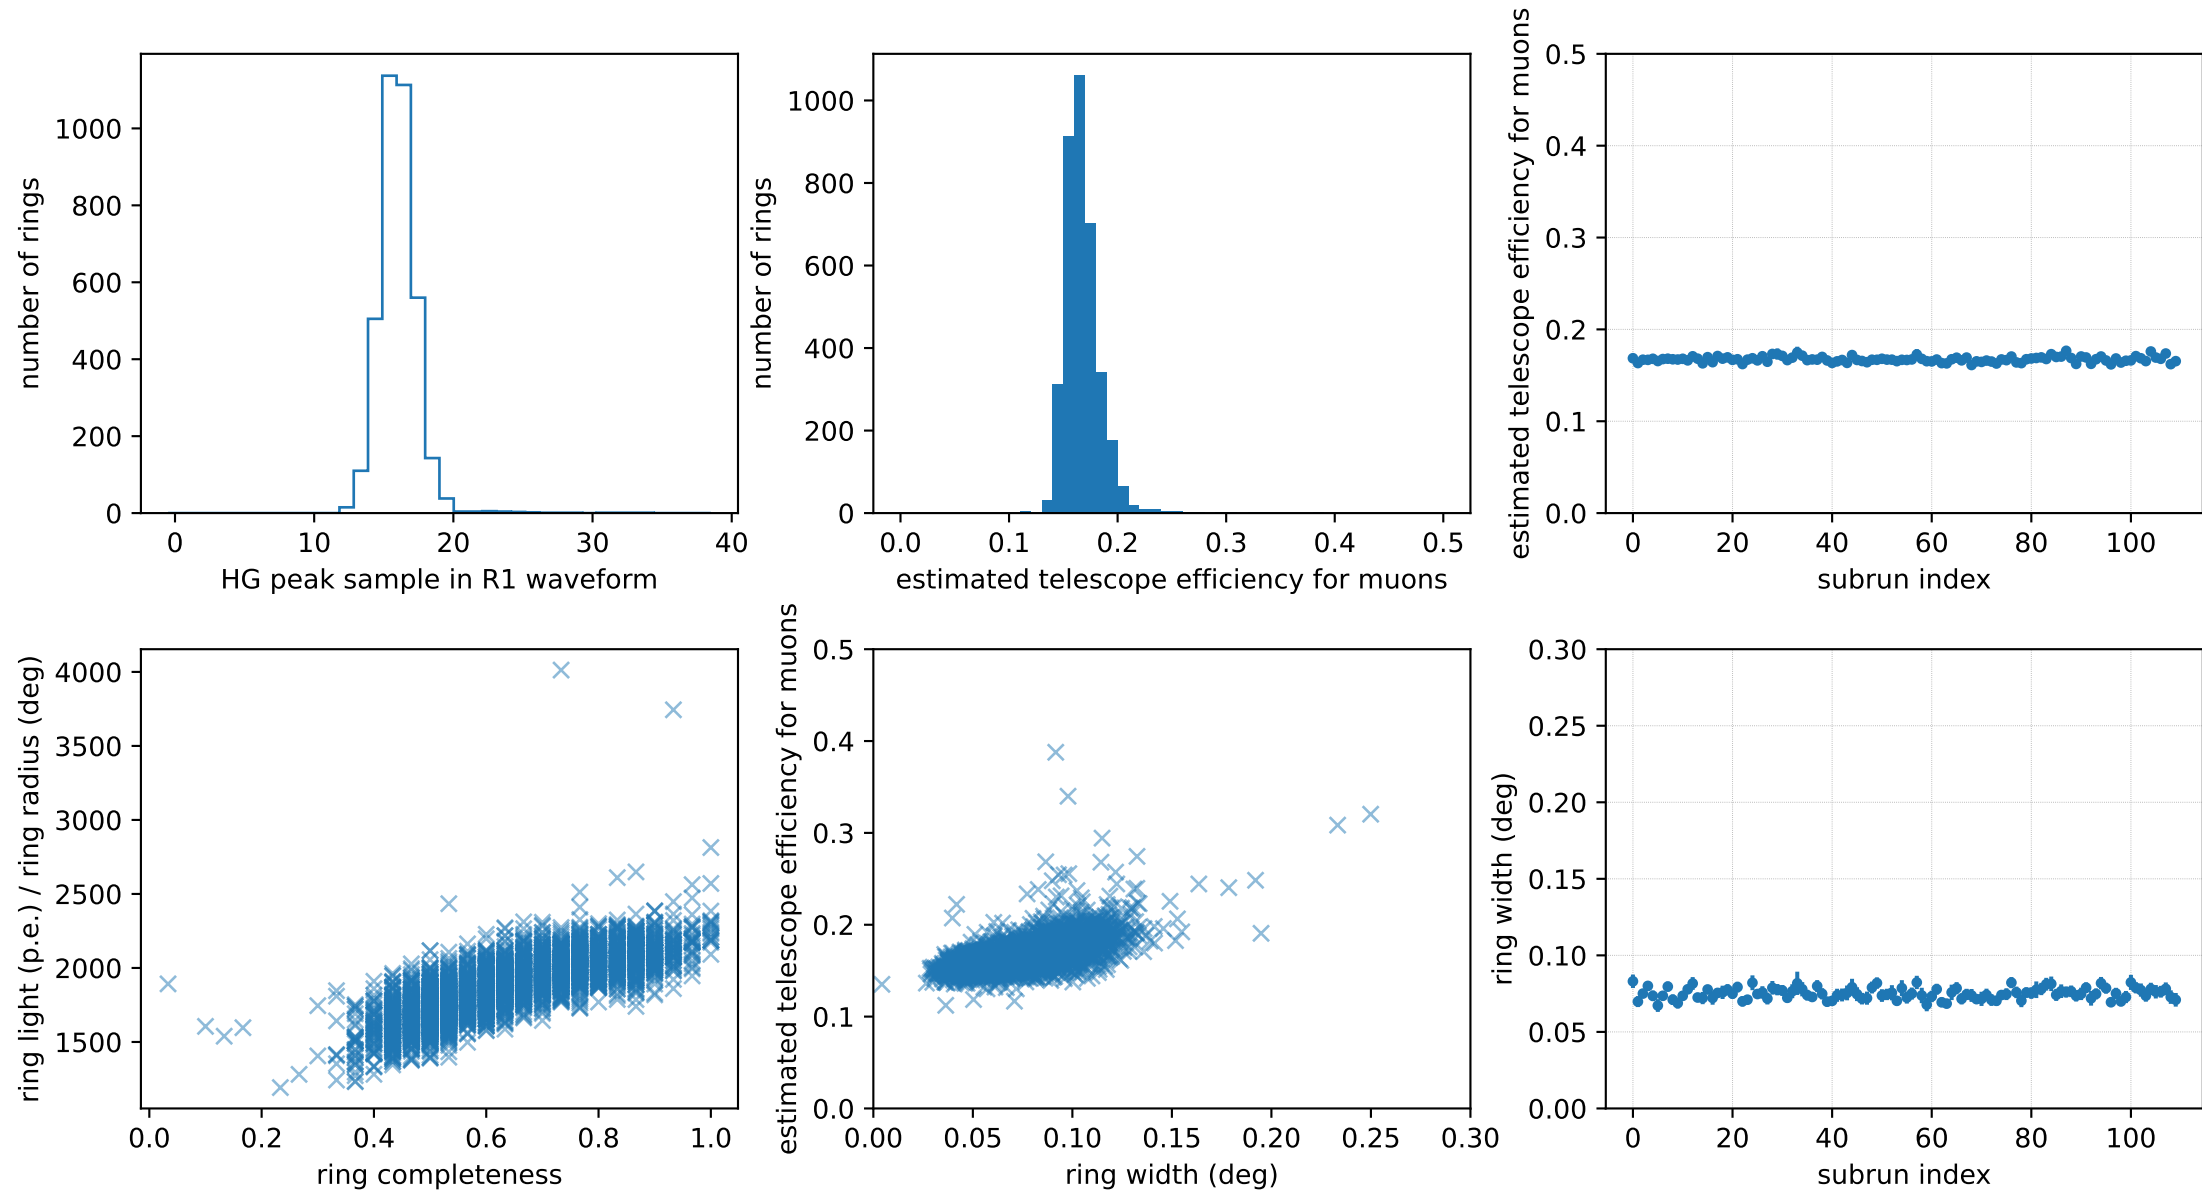 number of rings
1000
800
600
400
200
0
0 10 20 30 40
HG peak sample in R1 waveform
number of rings
1000
800
600
400
200
0
0.0 0.1 0.2 0.3 0.4 0.5
estimated telescope efficiency for muons
estimated telescope efficiency for muons
0.5
0.4
0.3
0.2
0.1
0.0
0 20 40 60 80 100
subrun index
ring light (p.e.) / ring radius (deg)
4000
3500
3000
2500
2000
1500
0.0 0.2 0.4 0.6 0.8 1.0
ring completeness
estimated telescope efficiency for muons
0.5
0.4
0.3
0.2
0.1
0.0
0.00 0.05 0.10 0.15 0.20 0.25 0.30
ring width (deg)
ring width (deg)
0.30
0.25
0.20
0.15
0.10
0.05
0.00
0 20 40 60 80 100
subrun index